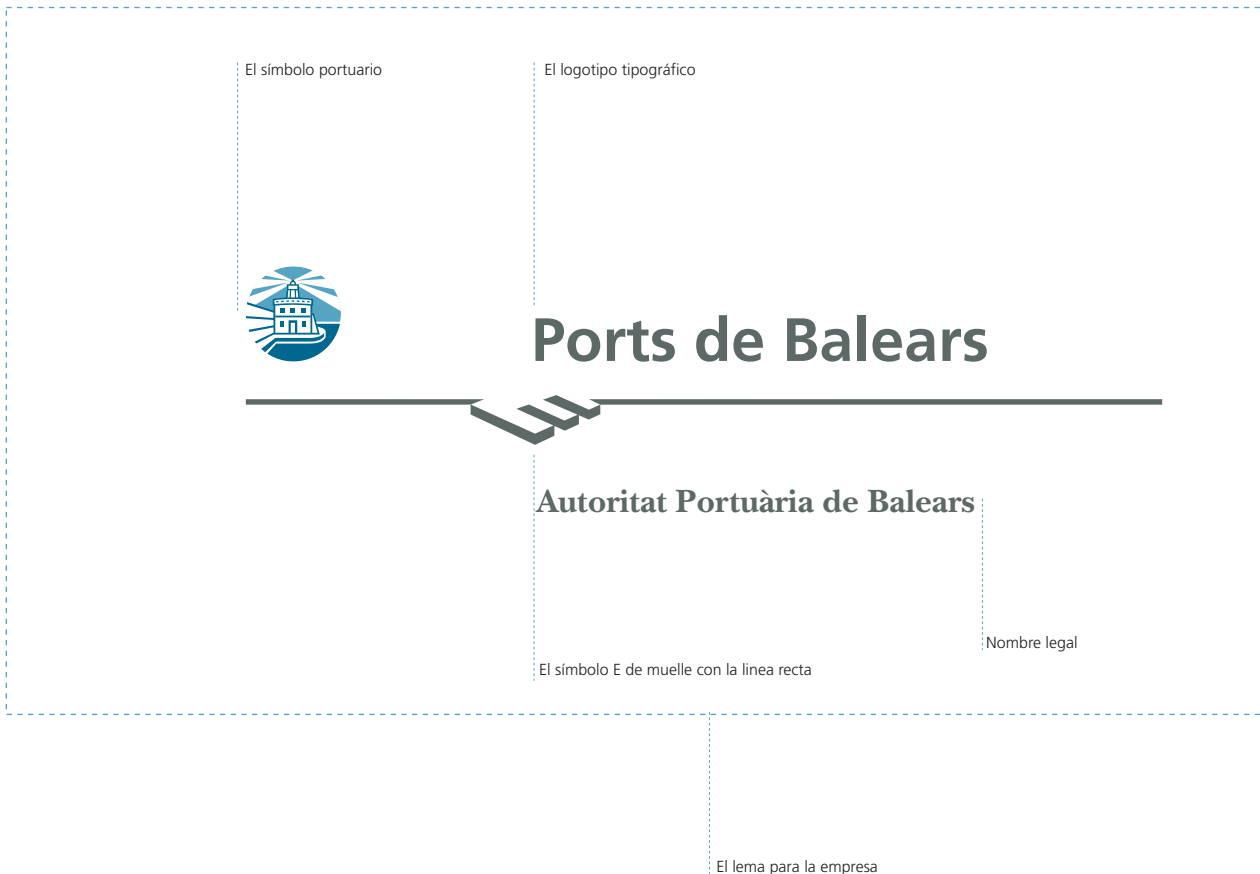 El símbolo portuario
El logotipo tipográfico
Ports de Balears
Autoritat Portuària de Balears
Nombre legal
El símbolo E de muelle con la linea recta
El lema para la empresa